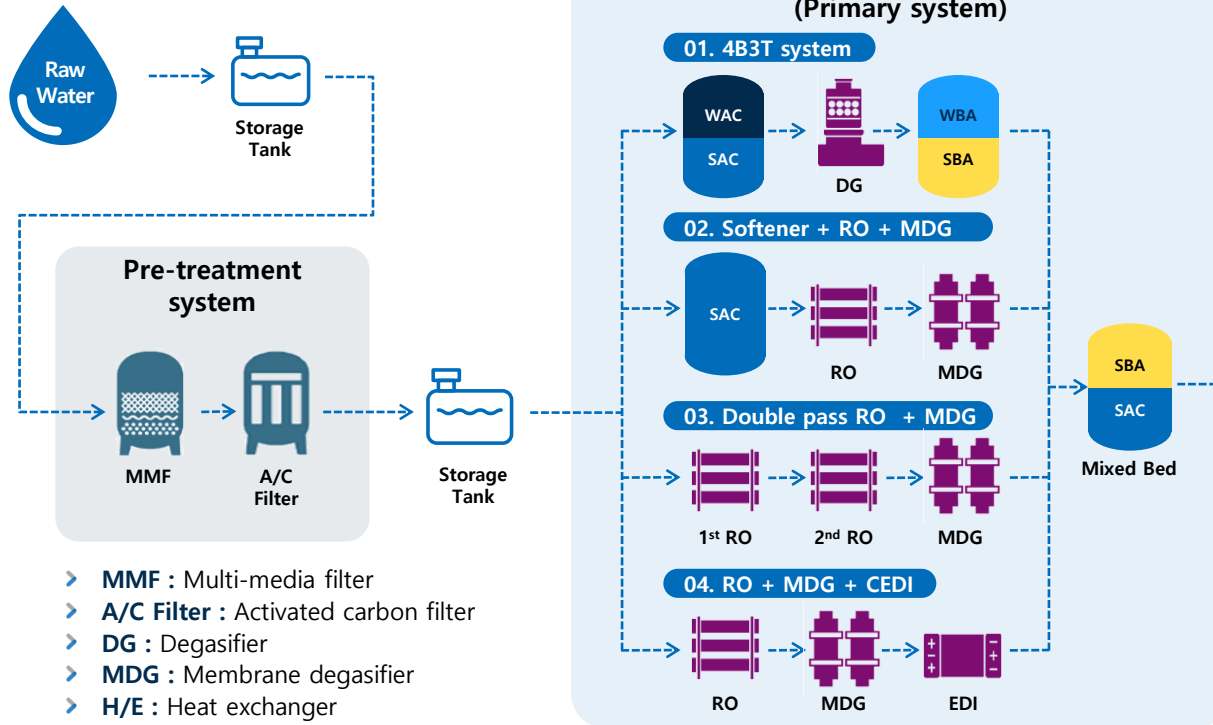 Raw
Water
Storage
Tank
Pre-treatment
system
MMF
A/C
Filter
Storage
Tank
MMF : Multi-media filter
A/C Filter : Activated carbon filter
DG : Degasifier
MDG : Membrane degasifier
H/E : Heat exchanger
(Primary system)
01. 4B3T system
WAC
SAC
DG
WBA
SBA
02. Softener + RO + MDG
SAC
RO
MDG
03. Double pass RO + MDG
1st RO
2nd RO
MDG
04. RO + MDG + CEDI
RO
MDG
EDI
SBA
SAC
Mixed Bed